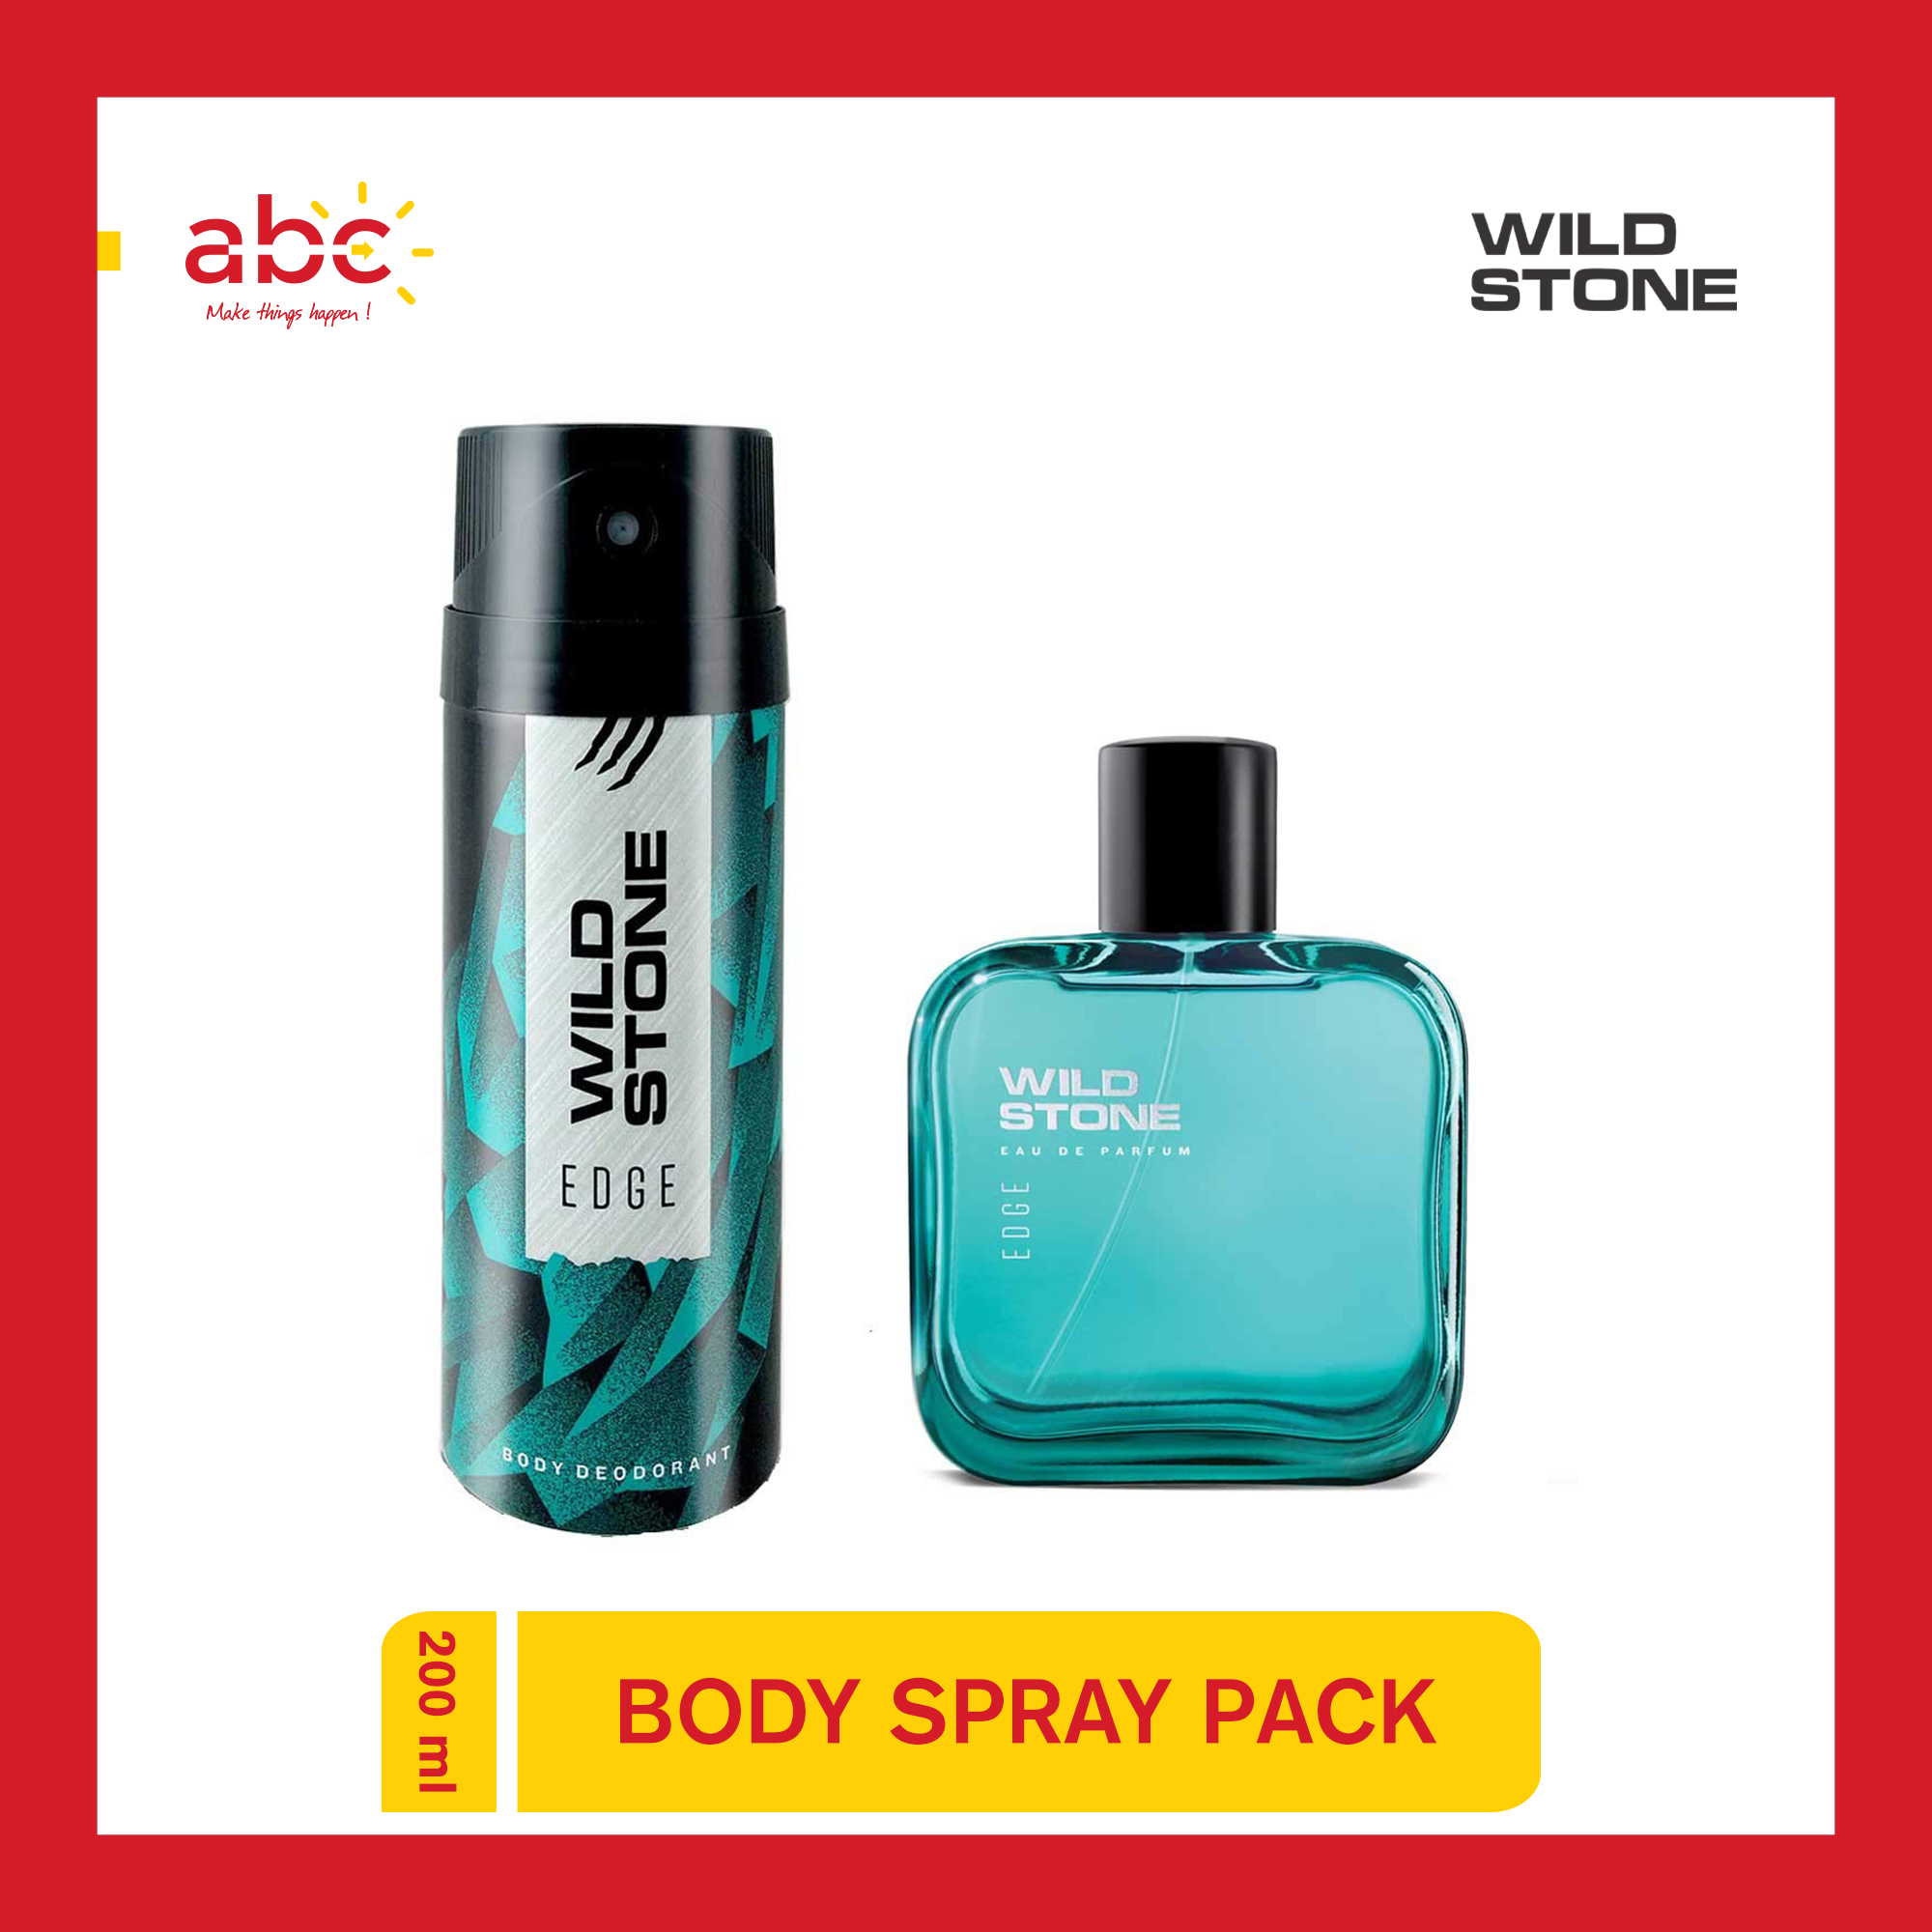 abc
Make things happen !
WILD
STONE
WILD
STONE
EDGE
BODY DEODORANT
WILD
STONE
EAU DE PARFUM
EDGE
200 ml
BODY SPRAY PACK